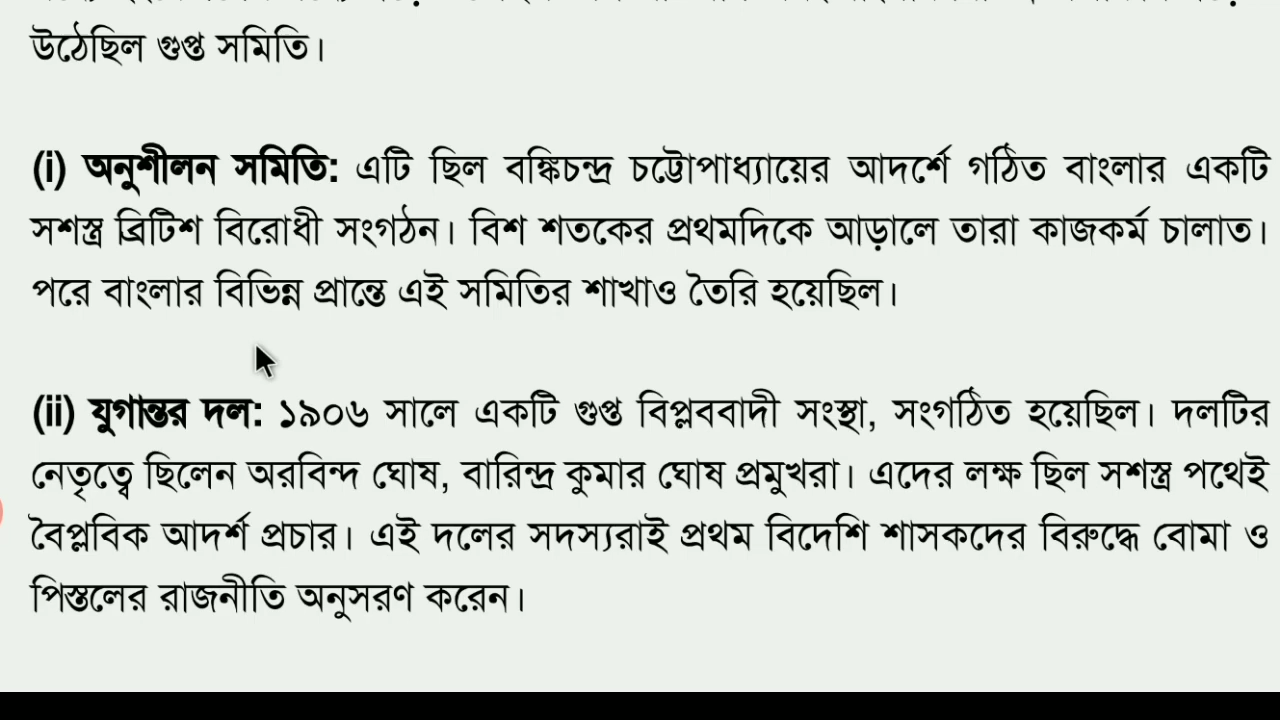 উঠেছিল গুপ্ত সমিতি।
(i) অনুশীলন সমিতি: এটি ছিল বঙ্কিচন্দ্র চট্টোপাধ্যায়ের আদর্শে গঠিত বাংলার একটি
সশস্ত্র ব্রিটিশ বিরোধী সংগঠন। বিশ শতকের প্রথমদিকে আড়ালে তারা কাজকর্ম চালাত।
পরে বাংলার বিভিন্ন প্রান্তে এই সমিতির শাখাও তৈরি হয়েছিল।
(ii) যুগান্তর দল: ১৯০৬ সালে একটি গুপ্ত বিপ্লববাদী সংস্থা, সংগঠিত হয়েছিল। দলটির
নেতৃত্বে ছিলেন অরবিন্দ ঘোষ, বারিন্দ্র কুমার ঘোষ প্রমুখরা। এদের লক্ষ ছিল সশস্ত্র পথেই
বৈপ্লবিক আদর্শ প্রচার। এই দলের সদস্যরাই প্রথম বিদেশি শাসকদের বিরুদ্ধে বোমা ও
পিস্তলের রাজনীতি অনুসরণ করেন।